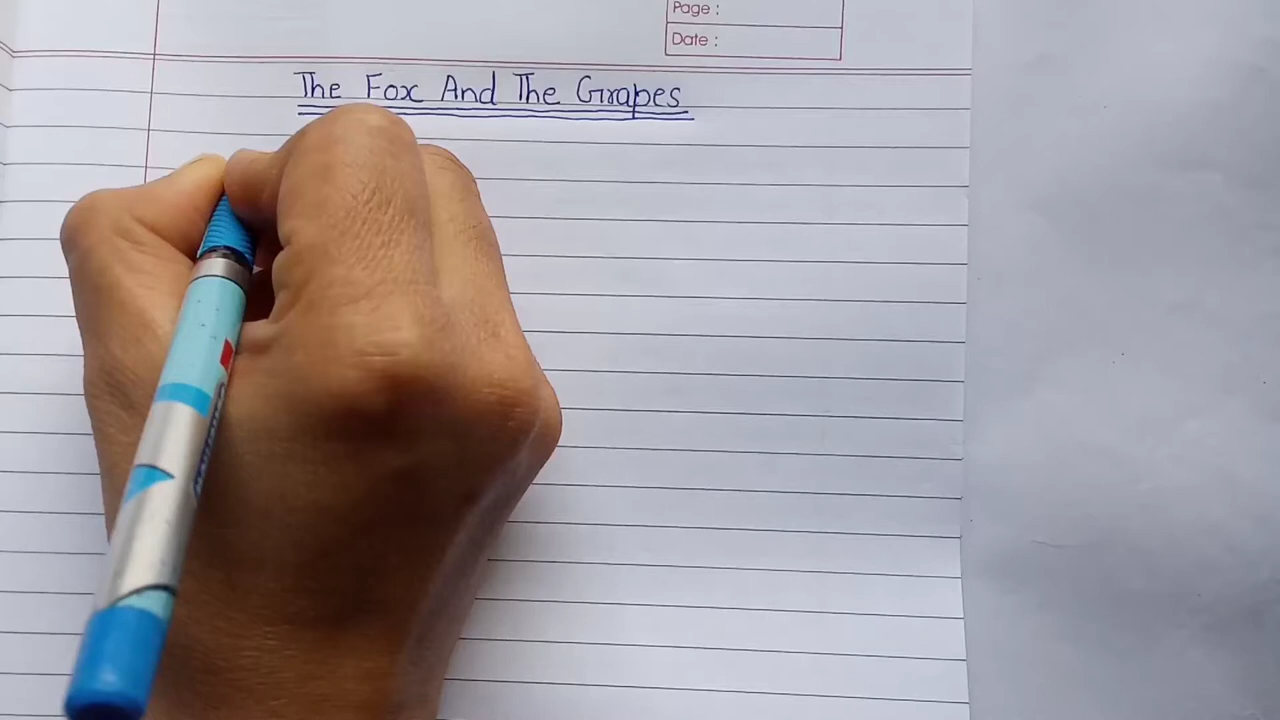 Page :
Date :
The Fox And The Grapes